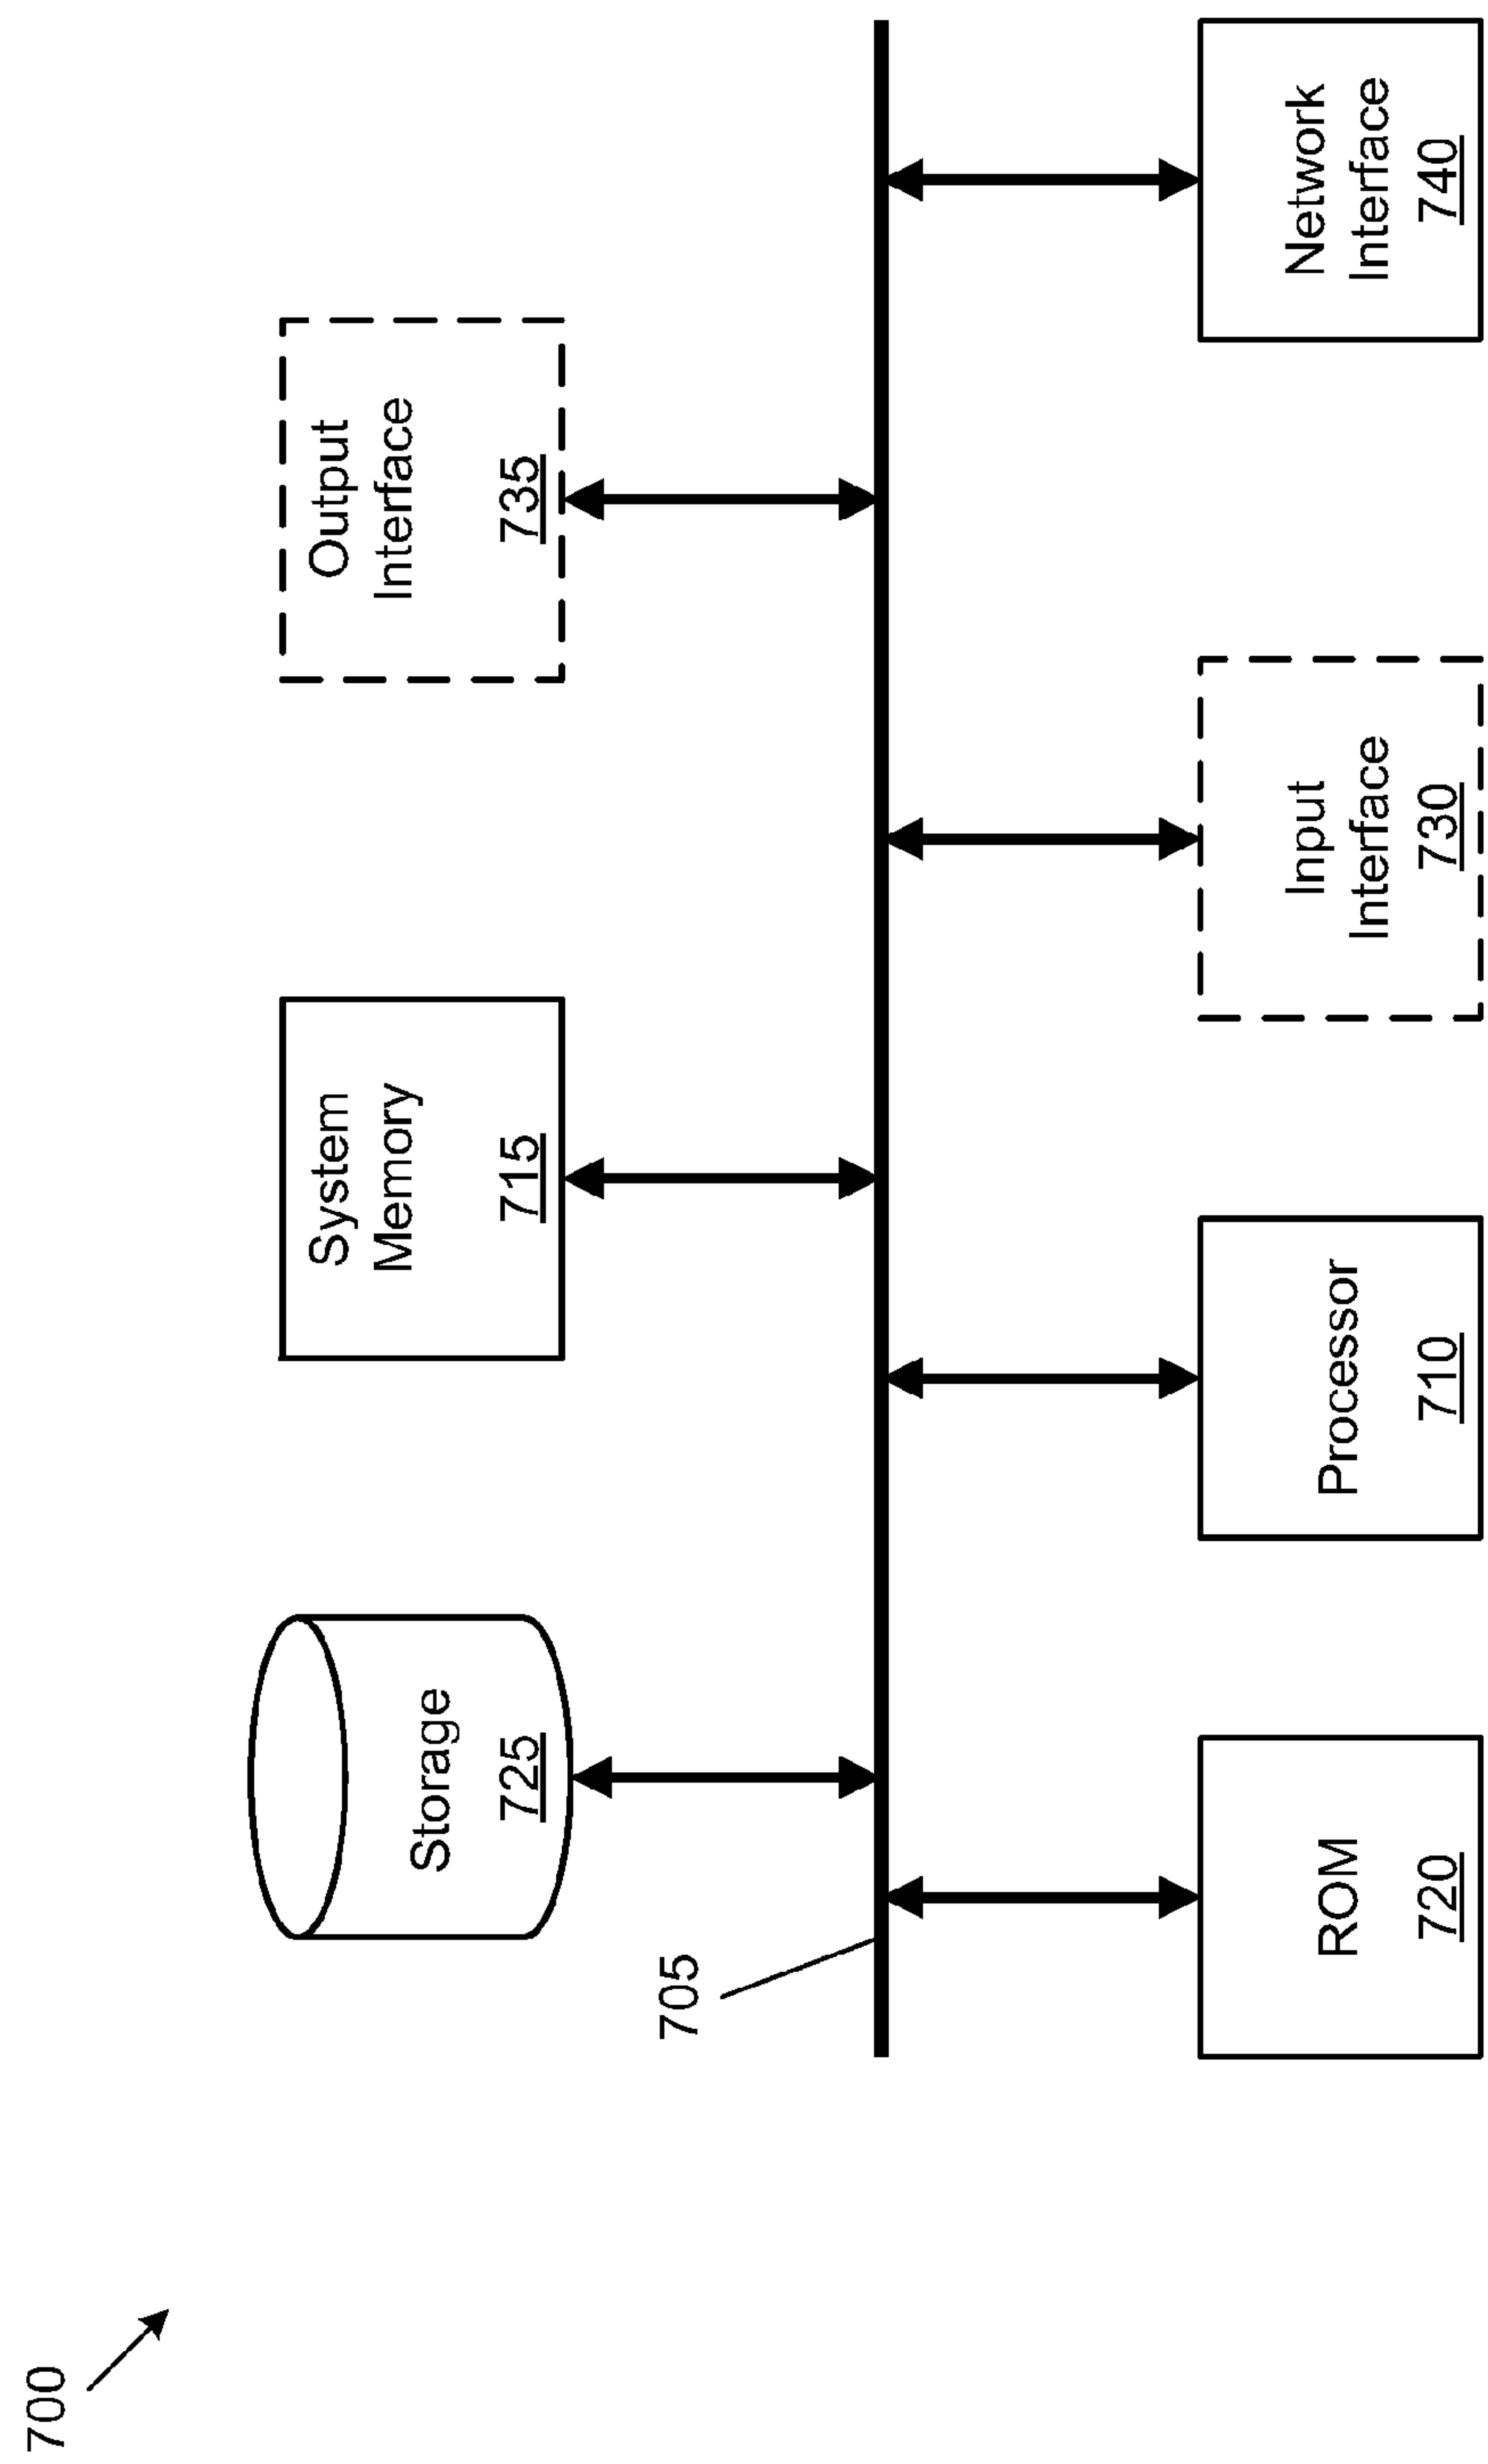 700
Storage
725
System
Memory
715
Output
Interface
735
705
ROM
720
Processor
710
Input
Interface
730
Network
Interface
740